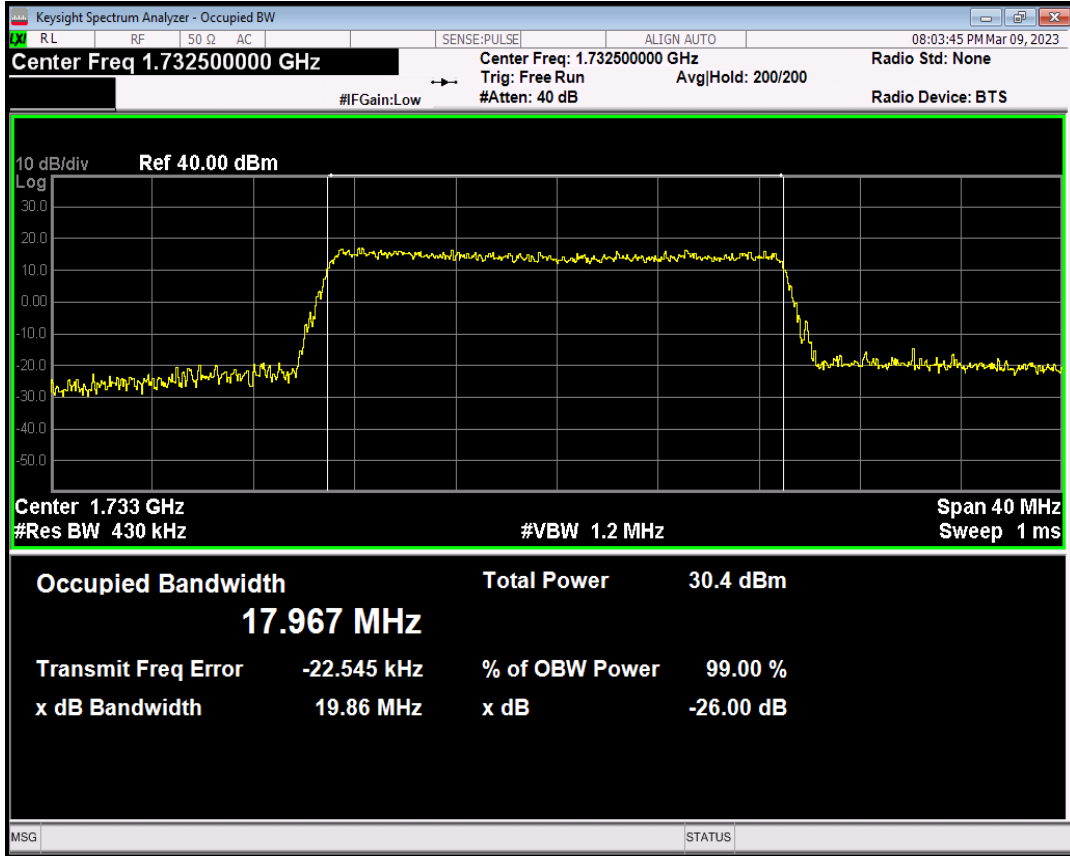 Keysight Spectrum Analyzer - Occupied BW
LXI RL RF 50 Ω AC SENSE:PULSE ALIGN AUTO 08:03:45 PM Mar 09, 2023
Center Freq 1.732500000 GHz Center Freq: 1.732500000 GHz Radio Std: None
Trig: Free Run Avg|Hold: 200/200
#IFGain:Low #Atten: 40 dB Radio Device: BTS
10 dB/div Ref 40.00 dBm
Log
30.0
20.0
10.0
0.00
-10.0
-20.0
-30.0
-40.0
-50.0
Center 1.733 GHz Span 40 MHz
#Res BW 430 kHz #VBW 1.2 MHz Sweep 1 ms
Occupied Bandwidth Total Power 30.4 dBm
17.967 MHz
Transmit Freq Error -22.545 kHz % of OBW Power 99.00 %
x dB Bandwidth 19.86 MHz x dB -26.00 dB
MSG STATUS